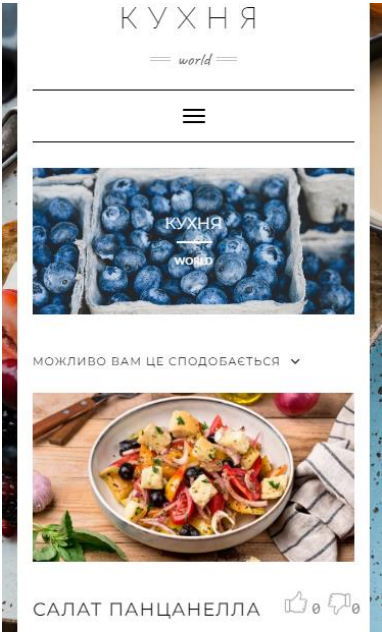 КУХНЯ
world
КУХНЯ
WORLD
МОЖЛИВО ВАМ ЦЕ СПОДОБАЄТЬСЯ
САЛАТ ПАНЦАНЕЛЛА 0 0